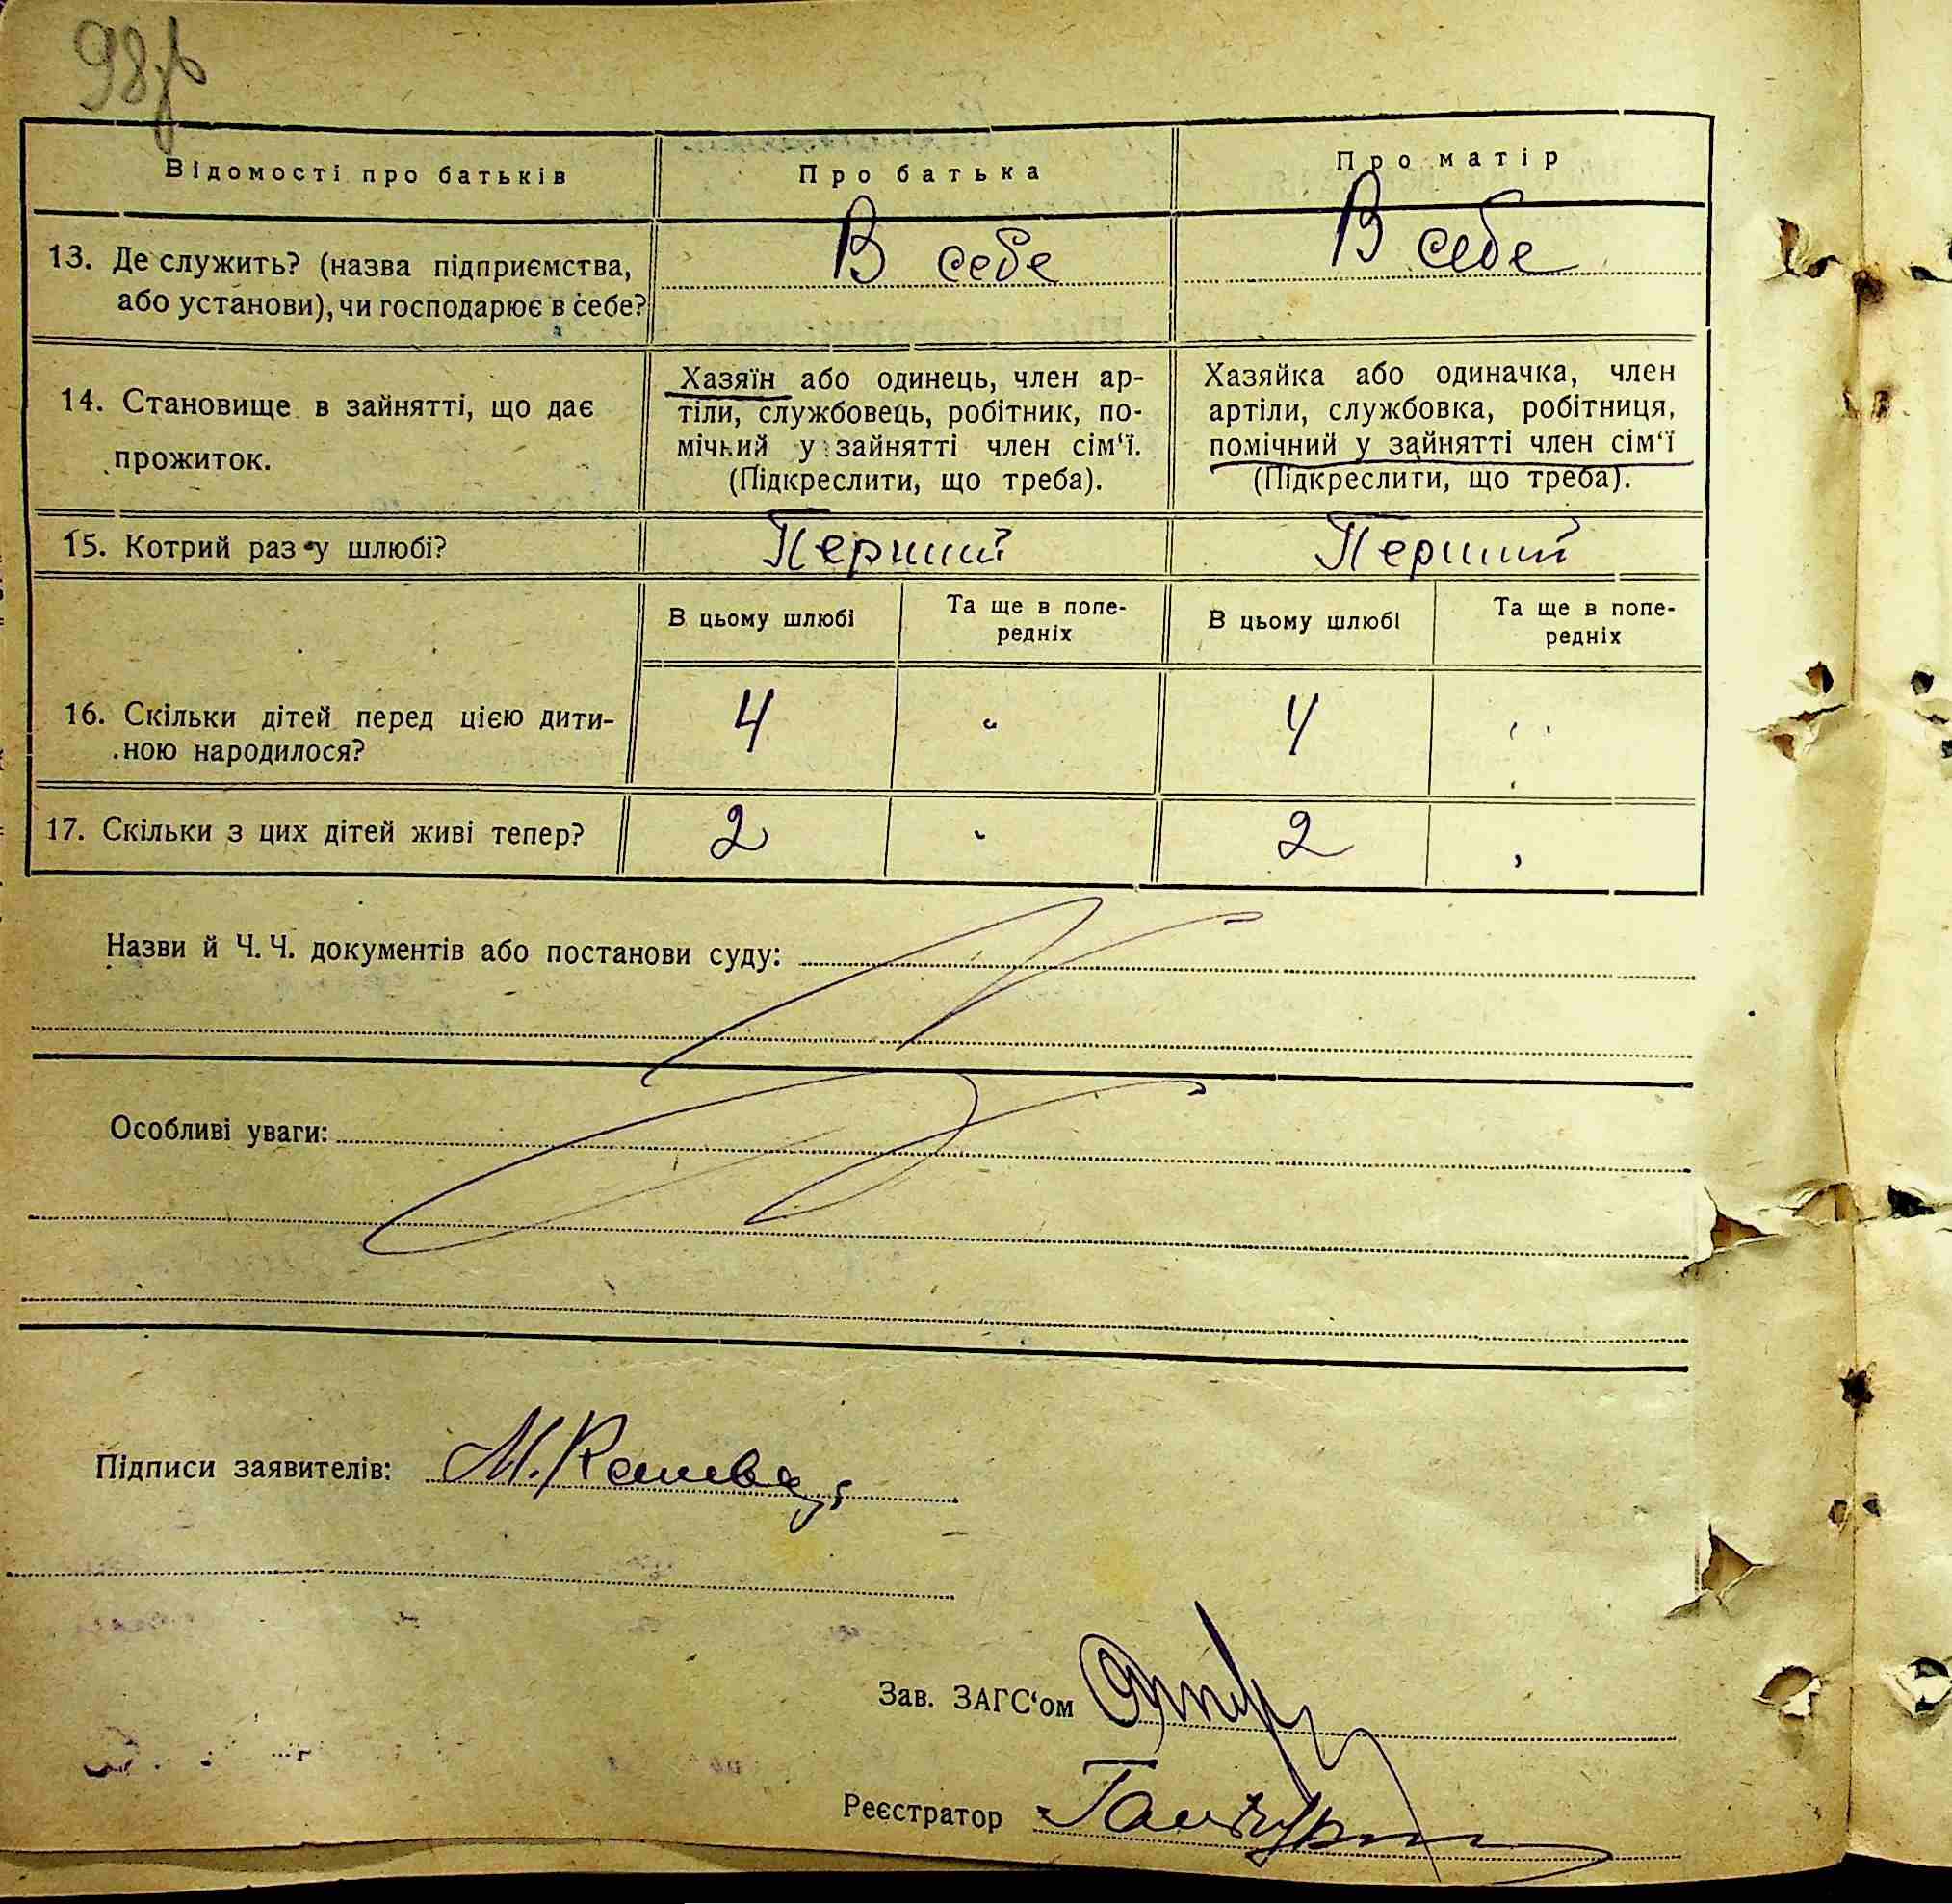 98
Відомості про батьків
Про батька
Про матір
13. Де служить? (назва підприємства, або установи), чи господарює в себе?
В себе
В себе
14. Становище в зайнятті, що дає прожиток.
Хазяїн або одинець, член ар-
тіли, службовець, робітник, по-
мічний у зайнятті член сім‘ї.
(Підкреслити, що треба).
Хазяйка або одиначка, член
артіли, службовка, робітниця,
помічний у зайнятті член сім‘ї
(Підкреслити, що треба).
15. Котрий раз у шлюбі?
Перший
Перший
В цьому шлюбі
Та ще в попе-
редніх
В цьому шлюбі
Та ще в попе-
редніх
16. Скільки дітей перед цією дити-
ною народилося?
4
4
17. Скільки з цих дітей живі тепер?
2
2
Назви й Ч. Ч. документів або постанови суду:
Особливі уваги:
Підписи заявителів: М.
Зав. ЗАГС‘ом
Реєстратор